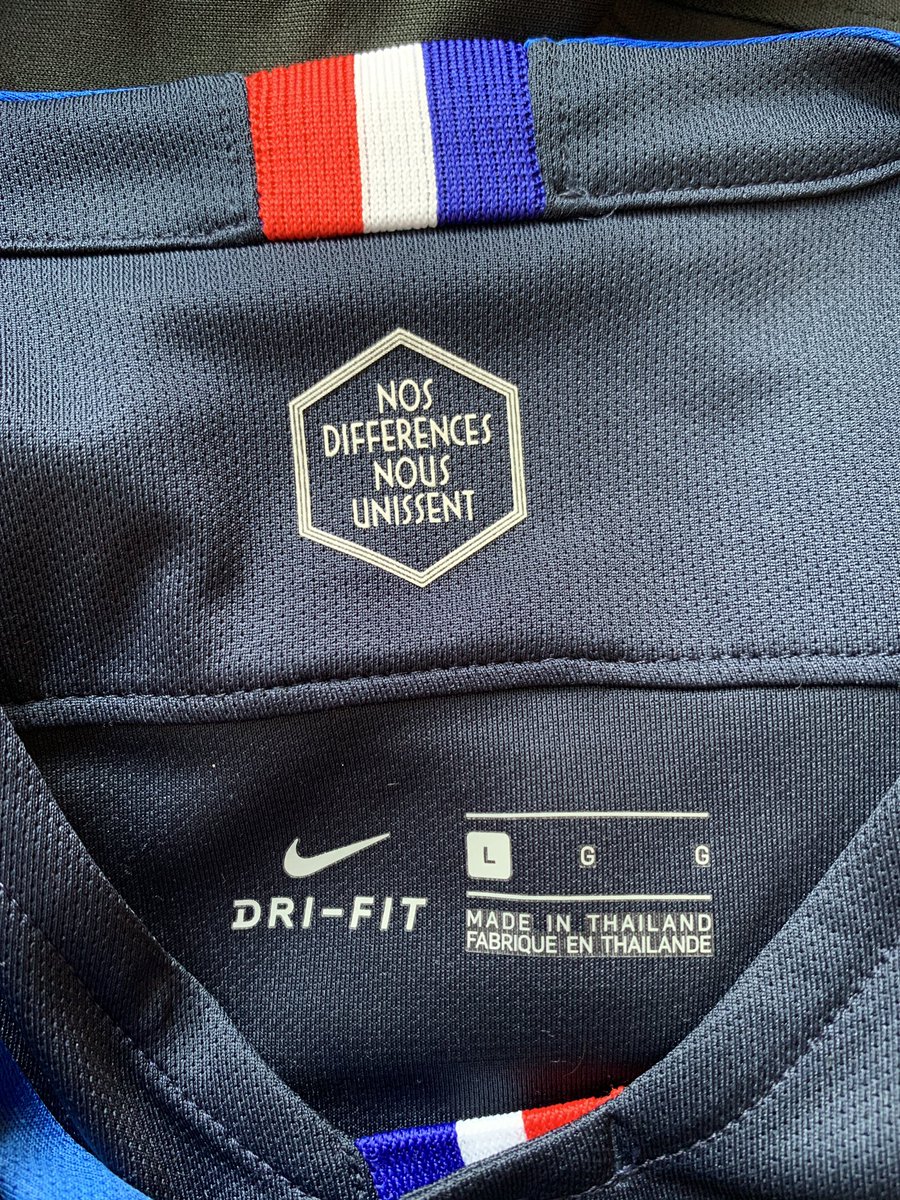 NOS
DIFFERENCES
NOUS
UNISSENT
DRI-FIT
L G G
MADE IN THAILAND
FABRIQUE EN THAILANDE